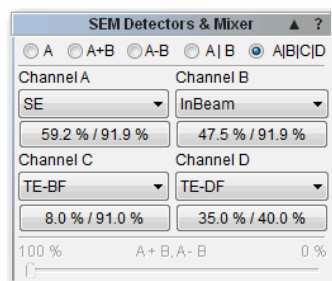 SEM Detectors & Mixer ▲ ?
A A+B A-B A | B A|B|C|D
Channel A Channel B
SE InBeam
59.2 % / 91.9 % 47.5 % / 91.9 %
Channel C Channel D
TE-BF TE-DF
8.0 % / 91.0 % 35.0 % / 40.0 %
100 % A + B, A - B 0 %